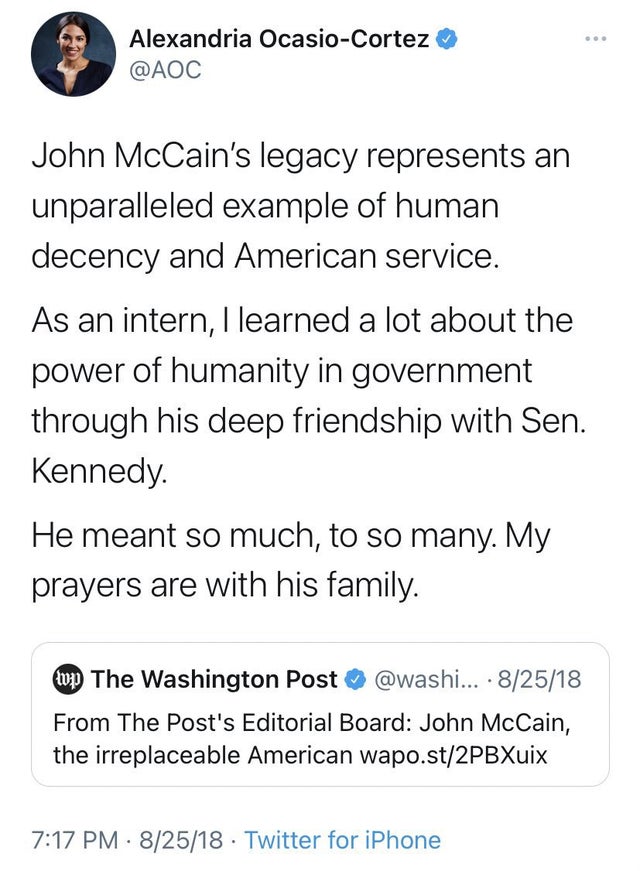 Alexandria Ocasio-Cortez
@AOC
John McCain's legacy represents an
unparalleled example of human
decency and American service.
As an intern, I learned a lot about the
power of humanity in government
through his deep friendship with Sen.
Kennedy.
He meant so much, to so many. My
prayers are with his family.
wp The Washington Post @washi... · 8/25/18
From The Post's Editorial Board: John McCain,
the irreplaceable American wapo.st/2PBXuix
7:17 PM · 8/25/18 · Twitter for iPhone